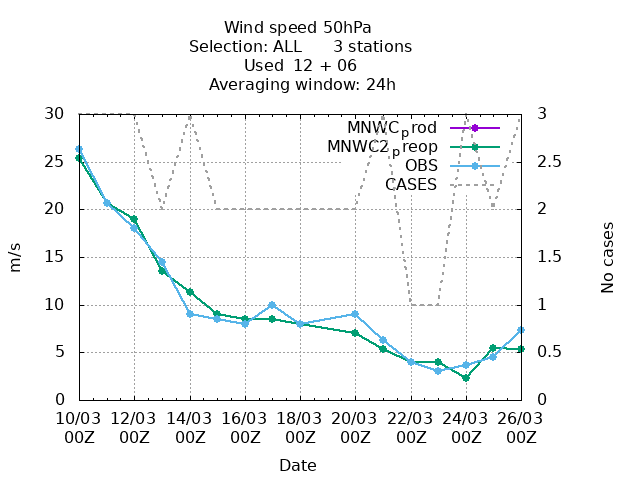 Wind speed 50hPa
Selection: ALL 3 stations
Used 12 + 06
Averaging window: 24h
30 3
MNWC_prod
MNWC2_preop
25 2.5
OBS
CASES
20 2
15 1.5
m/s
No cases
10 1
5 0.5
0 0
10/03 12/03 14/03 16/03 18/03 20/03 22/03 24/03 26/03
00Z 00Z 00Z 00Z 00Z 00Z 00Z 00Z 00Z
Date